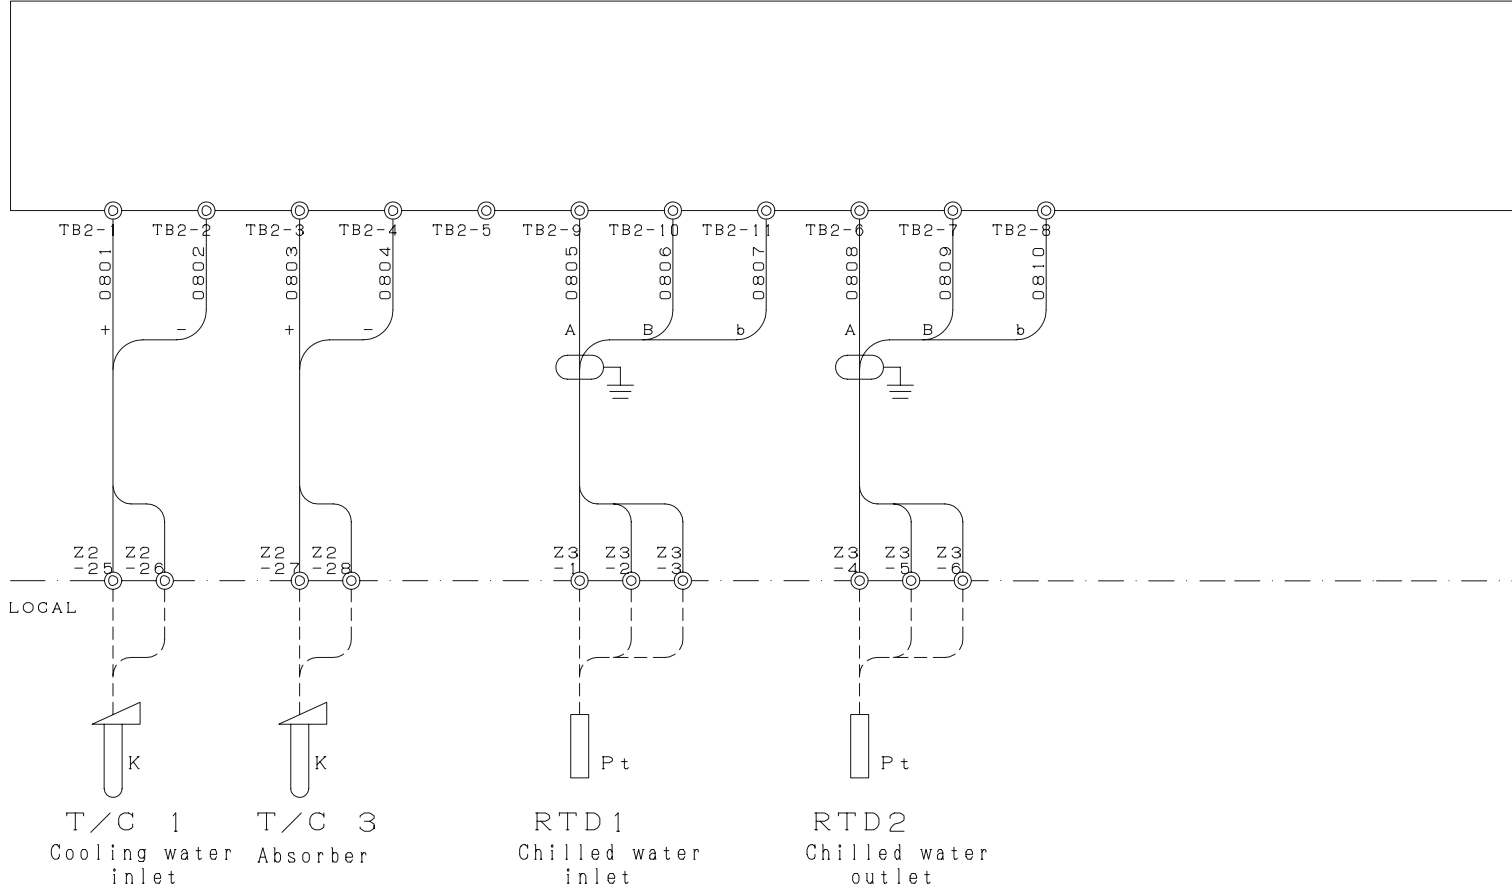 TB2-1 TB2-2 TB2-3 TB2-4 TB2-5 TB2-9 TB2-10 TB2-11 TB2-6 TB2-7 TB2-8
0801 0802 0803 0804 0805 0806 0807 0808 0809 0810
+ - + - A B b A B b
Z2 Z2 Z2 Z2 Z3 Z3 Z3 Z3 Z3 Z3
-25 -26 -27 -28 -1 -2 -3 -4 -5 -6
LOCAL
K K Pt Pt
T/C 1 T/C 3 RTD1 RTD2
Cooling water Absorber Chilled water Chilled water
inlet inlet outlet